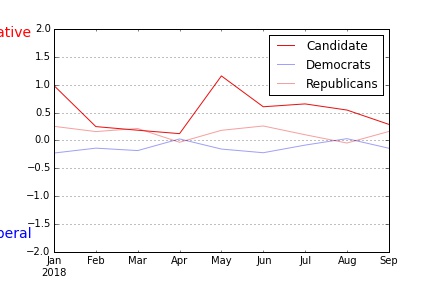 2.0
ative
Candidate
1.5
Democrats
Republicans
1.0
0.5
0.0
−0.5
−1.0
−1.5
peral
−2.0
Jan Feb Mar Apr May Jun Jul Aug Sep
2018